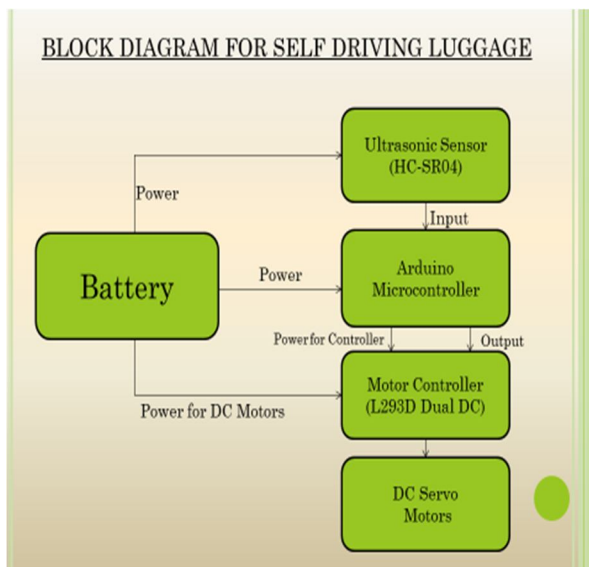 BLOCK DIAGRAM FOR SELF DRIVING LUGGAGE
Ultrasonic Sensor
(HC-SR04)
Power
Input
Battery
Power
Arduino
Microcontroller
Power for Controller
Output
Motor Controller
(L293D Dual DC)
Power for DC Motors
DC Servo
Motors